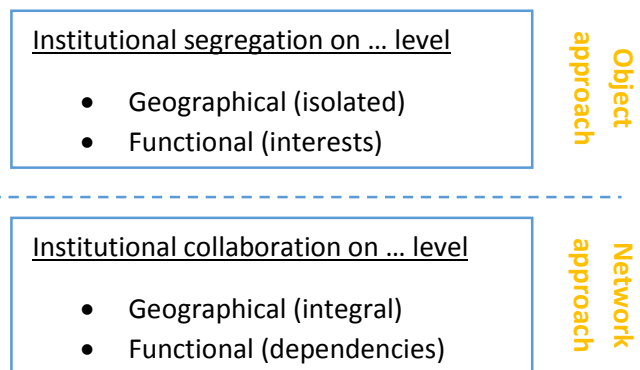 Institutional segregation on … level
• Geographical (isolated)
• Functional (interests)
Object
approach
Institutional collaboration on … level
• Geographical (integral)
• Functional (dependencies)
Network
approach